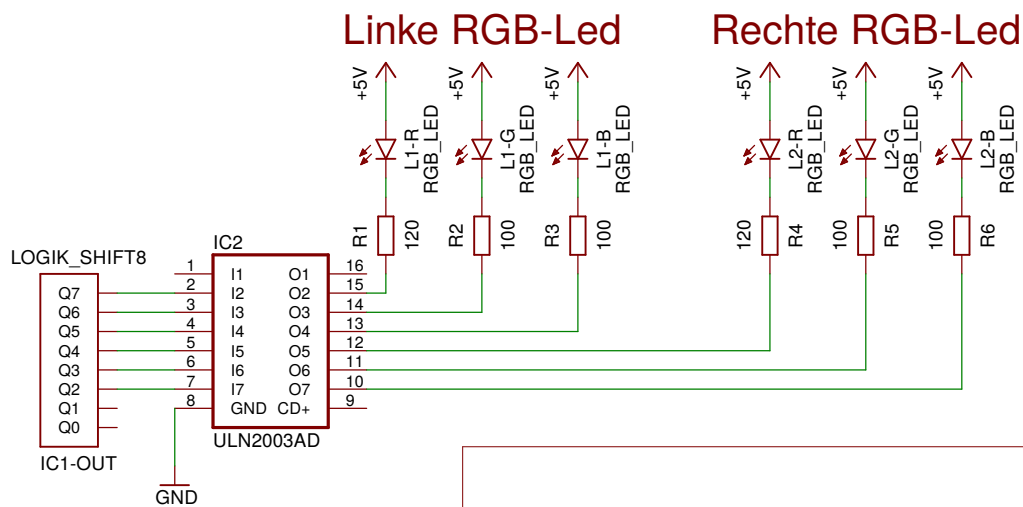 Linke RGB-Led
Rechte RGB-Led
+5V
+5V
+5V
+5V
+5V
+5V
L1-R
RGB_LED
L1-G
RGB_LED
L1-B
RGB_LED
L2-R
RGB_LED
L2-G
RGB_LED
L2-B
RGB_LED
R1
120
R2
100
R3
100
120
R4
100
R5
100
R6
IC2
LOGIK_SHIFT8
1 I1 O1 16
Q7 2 I2 O2 15
Q6 3 I3 O3 14
Q5 4 I4 O4 13
Q4 5 I5 O5 12
Q3 6 I6 O6 11
Q2 7 I7 O7 10
Q1 8 GND CD+ 9
Q0
ULN2003AD
IC1-OUT
GND